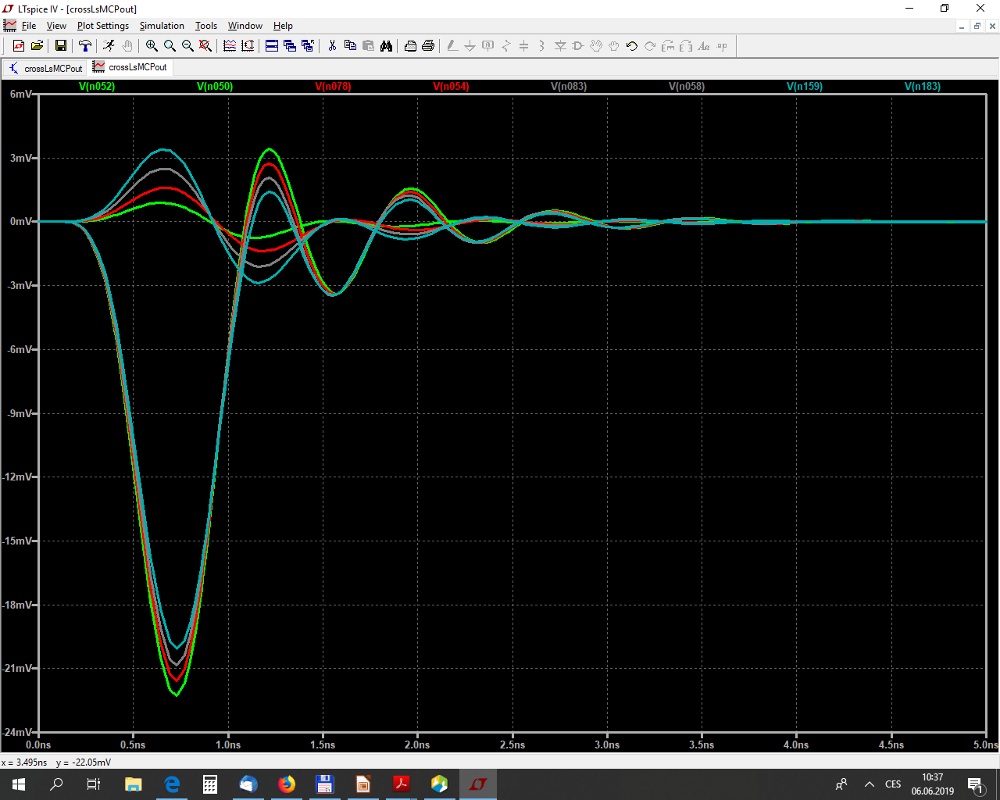 LTspice IV - [crossLsMCPout]
File View Plot Settings Simulation Tools Window Help
crossLsMCPout crossLsMCPout
V(n052) V(n050) V(n078) V(n054) V(n083) V(n058) V(n159) V(n183)
6mV
3mV
0mV
-3mV
-6mV
-9mV
-12mV
-15mV
-18mV
-21mV
-24mV
0.0ns 0.5ns 1.0ns 1.5ns 2.0ns 2.5ns 3.0ns 3.5ns 4.0ns 4.5ns 5.0ns
x = 3.495ns y = -22.05mV
CES
10:37
06.06.2019
1